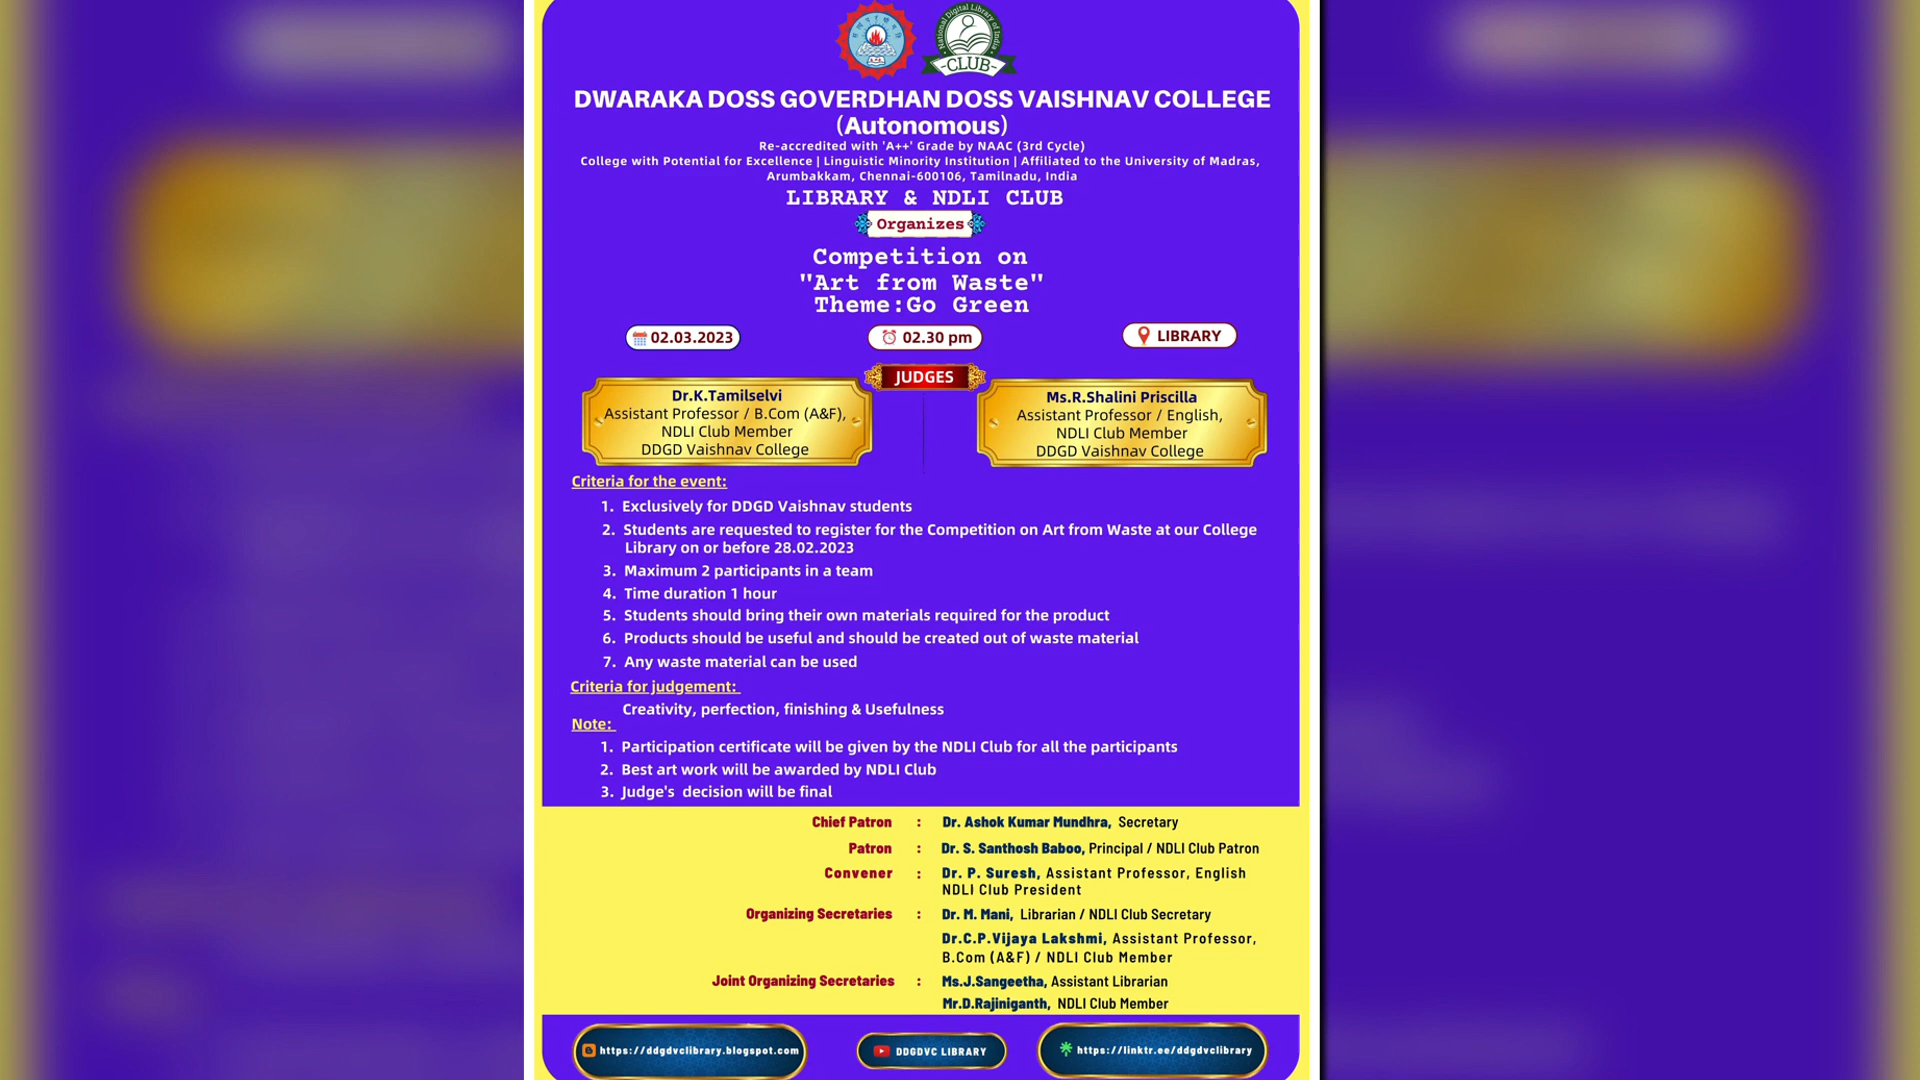 National Digital Library of India
-CLUB-
DWARAKA DOSS GOVERDHAN DOSS VAISHNAV COLLEGE
(Autonomous)
Re-accredited with 'A++' Grade by NAAC (3rd Cycle)
College with Potential for Excellence | Linguistic Minority Institution | Affiliated to the University of Madras,
Arumbakkam, Chennai-600106, Tamilnadu, India
LIBRARY & NDLI CLUB
Organizes
Competition on
"Art from Waste"
Theme:Go Green
02.03.2023
02.30 pm
LIBRARY
JUDGES
Dr.K.Tamilselvi
Assistant Professor / B.Com (A&F),
NDLI Club Member
DDGD Vaishnav College
Ms.R.Shalini Priscilla
Assistant Professor / English,
NDLI Club Member
DDGD Vaishnav College
Criteria for the event:
1. Exclusively for DDGD Vaishnav students
2. Students are requested to register for the Competition on Art from Waste at our College
Library on or before 28.02.2023
3. Maximum 2 participants in a team
4. Time duration 1 hour
5. Students should bring their own materials required for the product
6. Products should be useful and should be created out of waste material
7. Any waste material can be used
Criteria for judgement:
Creativity, perfection, finishing & Usefulness
Note:
1. Participation certificate will be given by the NDLI Club for all the participants
2. Best art work will be awarded by NDLI Club
3. Judge's decision will be final
Chief Patron : Dr. Ashok Kumar Mundhra, Secretary
Patron : Dr. S. Santhosh Baboo, Principal / NDLI Club Patron
Convener : Dr. P. Suresh, Assistant Professor, English
NDLI Club President
Organizing Secretaries : Dr. M. Mani, Librarian / NDLI Club Secretary
Dr.C.P.Vijaya Lakshmi, Assistant Professor,
B.Com (A&F) / NDLI Club Member
Joint Organizing Secretaries : Ms.J.Sangeetha, Assistant Librarian
Mr.D.Rajiniganth, NDLI Club Member
https://ddgdvclibrary.blogspot.com
DDGDVC LIBRARY
https://linktr.ee/ddgdvclibrary